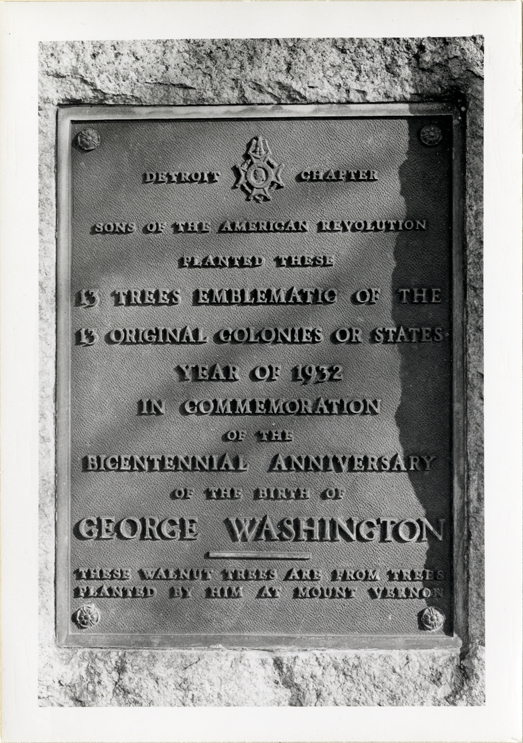 DETROIT CHAPTER
SONS OF THE AMERICAN REVOLUTION
PLANTED THESE
13 TREES EMBLEMATIC OF THE
13 ORIGINAL COLONIES OR STATES
YEAR OF 1932
IN COMMEMORATION
OF THE
BICENTENNIAL ANNIVERSARY
OF THE BIRTH OF
GEORGE WASHINGTON
THESE WALNUT TREES ARE FROM TREES
PLANTED BY HIM AT MOUNT VERNON